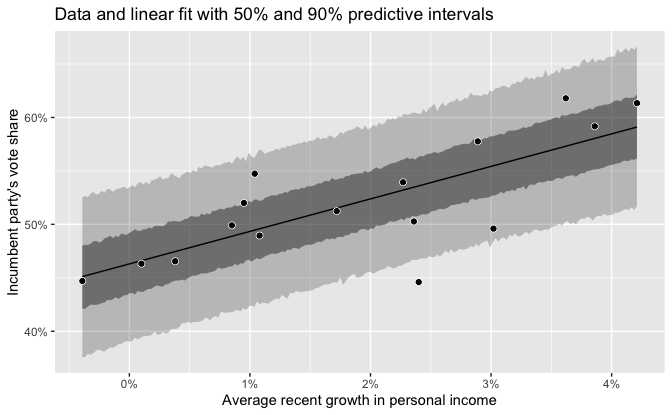 Data and linear fit with 50% and 90% predictive intervals
Incumbent party's vote share
60%
50%
40%
0% 1% 2% 3% 4%
Average recent growth in personal income